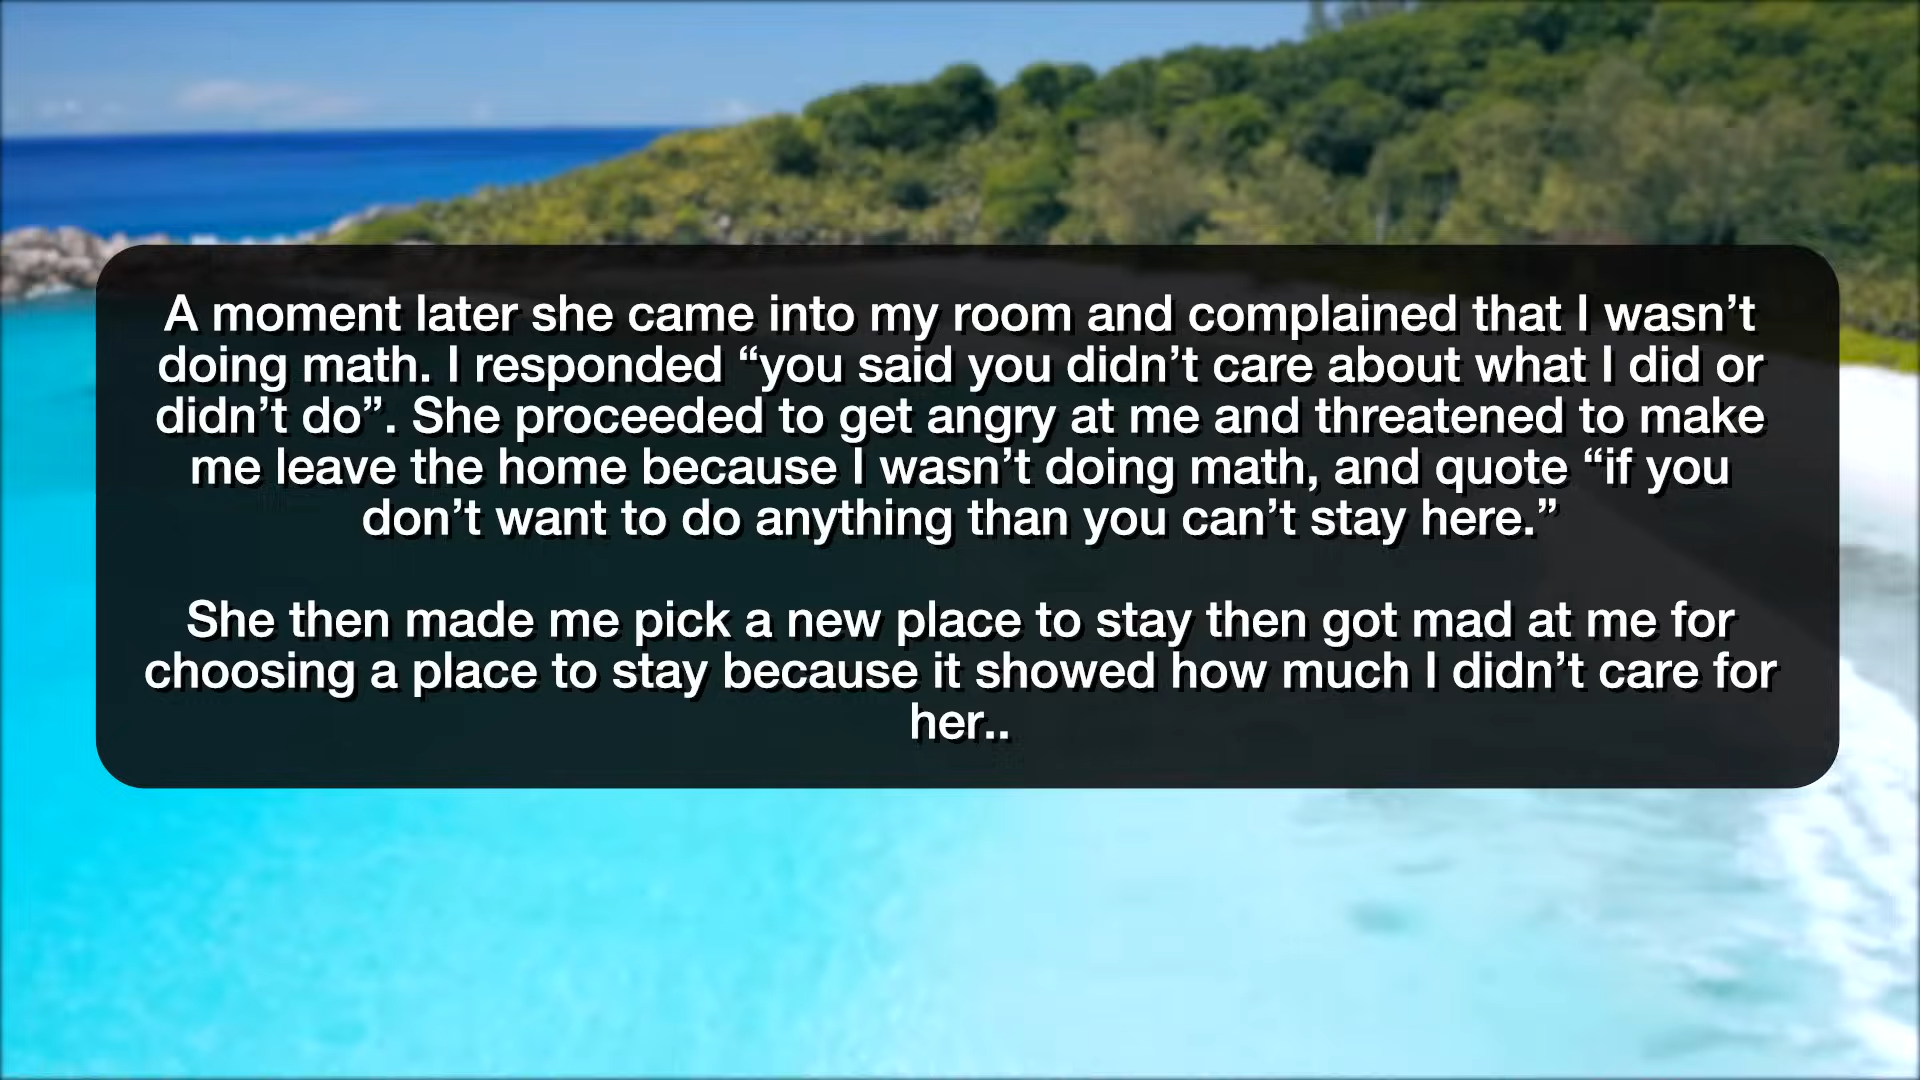 A moment later she came into my room and complained that I wasn’t
doing math. I responded “you said you didn’t care about what I did or
didn’t do”. She proceeded to get angry at me and threatened to make
me leave the home because I wasn’t doing math, and quote “if you
don’t want to do anything than you can’t stay here.”
She then made me pick a new place to stay then got mad at me for
choosing a place to stay because it showed how much I didn’t care for
her..